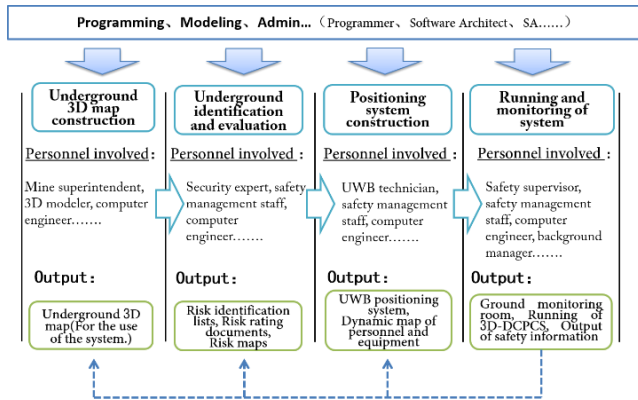 Programming、Modeling、Admin...（Programmer、Software Architect、SA......）
Underground
3D map
construction
Personnel involved：
Mine superintendent,
3D modeler, computer
engineer.......
Output：
Underground 3D
map(For the use
of the system.)
Underground
identification
and evaluation
Personnel involved：
Security expert, safety
management staff,
computer
engineer.......
Output：
Risk identification
lists, Risk rating
documents,
Risk maps
Positioning
system
construction
Personnel involved：
UWB technician,
safety management
staff, computer
engineer.......
Output：
UWB positioning
system,
Dynamic map of
personnel and
equipment
Running and
monitoring of
system
Personnel involved：
Safety supervisor,
safety management
staff, computer
engineer, background
manager.......
Output：
Ground monitoring
room, Running of
3D-DCPCS, Output
of safety information